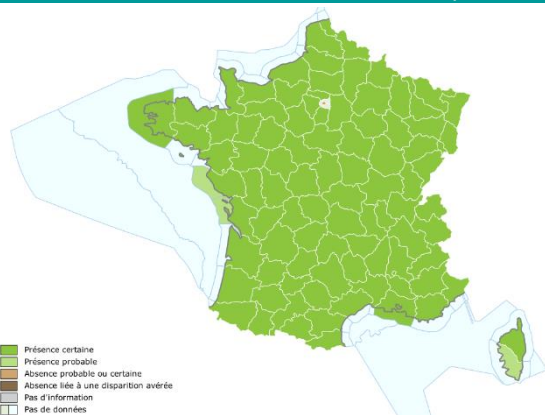 Présence certaine
Présence probable
Absence probable ou certaine
Absence liée à une disparition avérée
Pas d'information
Pas de données